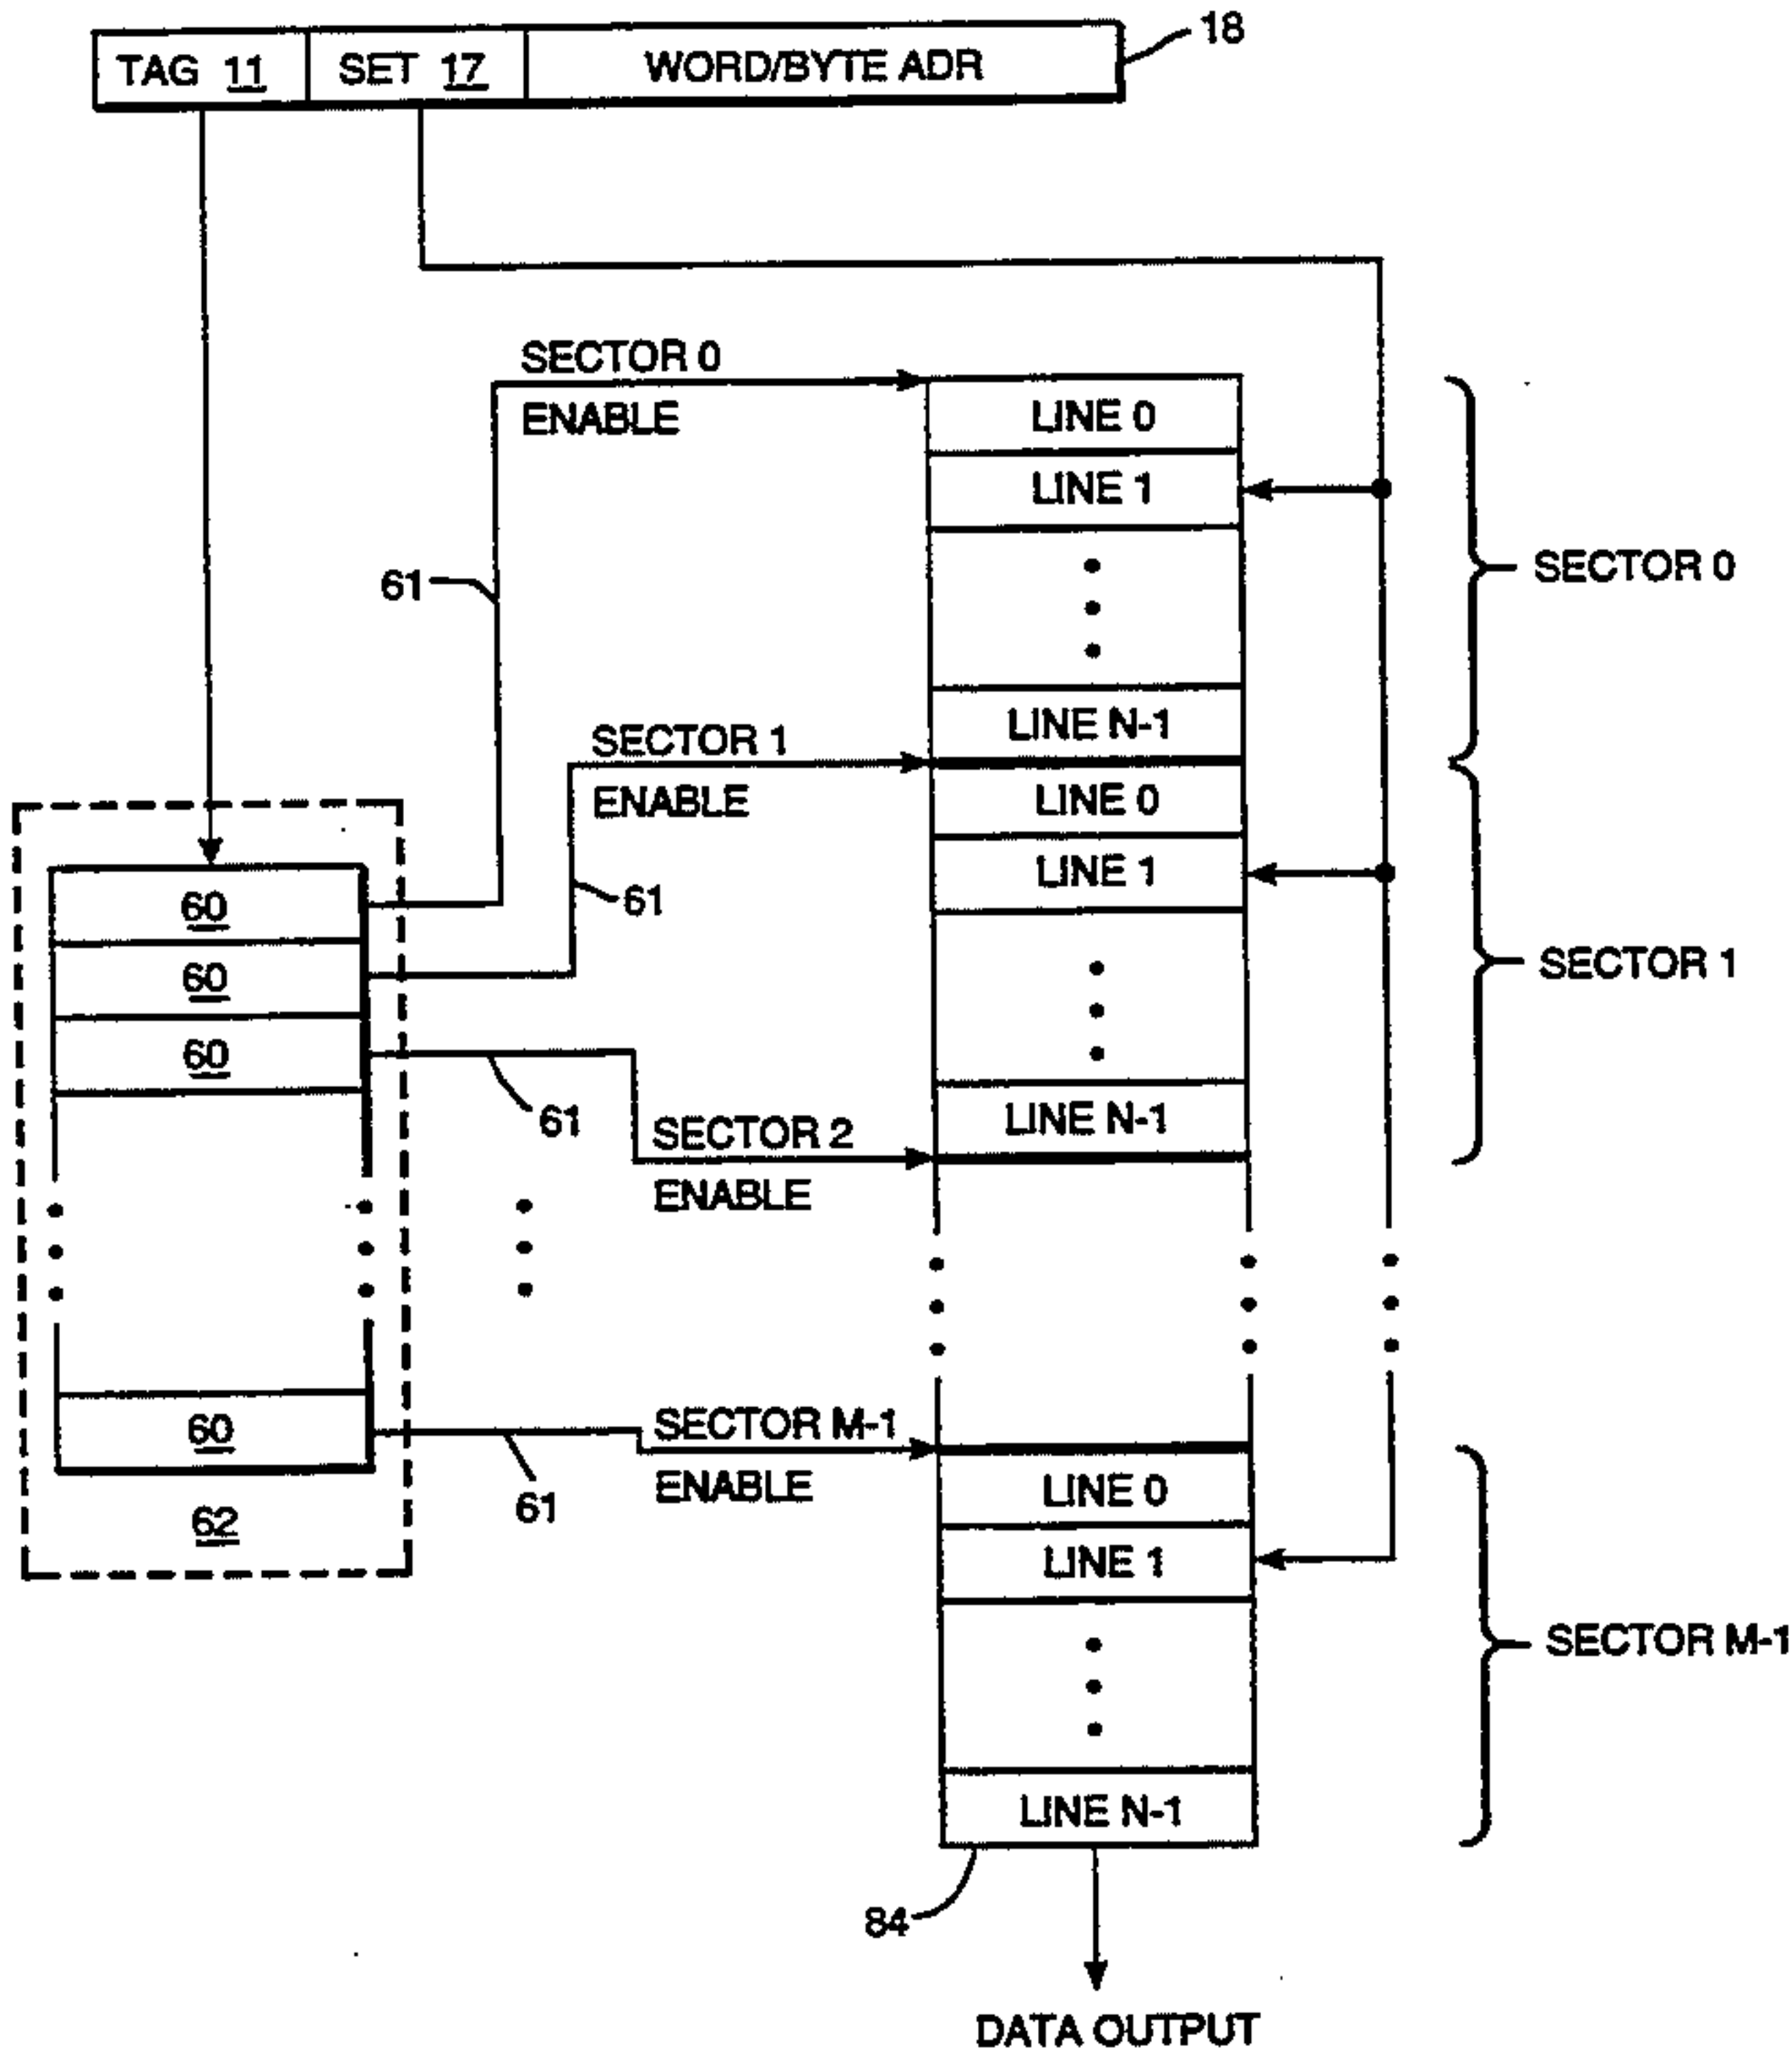 18
TAG 11 SET 17 WORD/BYTE ADR
SECTOR 0
ENABLE
LINE 0
LINE 1
61
SECTOR 0
LINE N-1
SECTOR 1
ENABLE
LINE 0
LINE 1
61
60
60
60
SECTOR 1
61
LINE N-1
SECTOR 2
ENABLE
60
62
61
SECTOR M-1
ENABLE
LINE 0
LINE 1
SECTOR M-1
LINE N-1
84
DATA OUTPUT